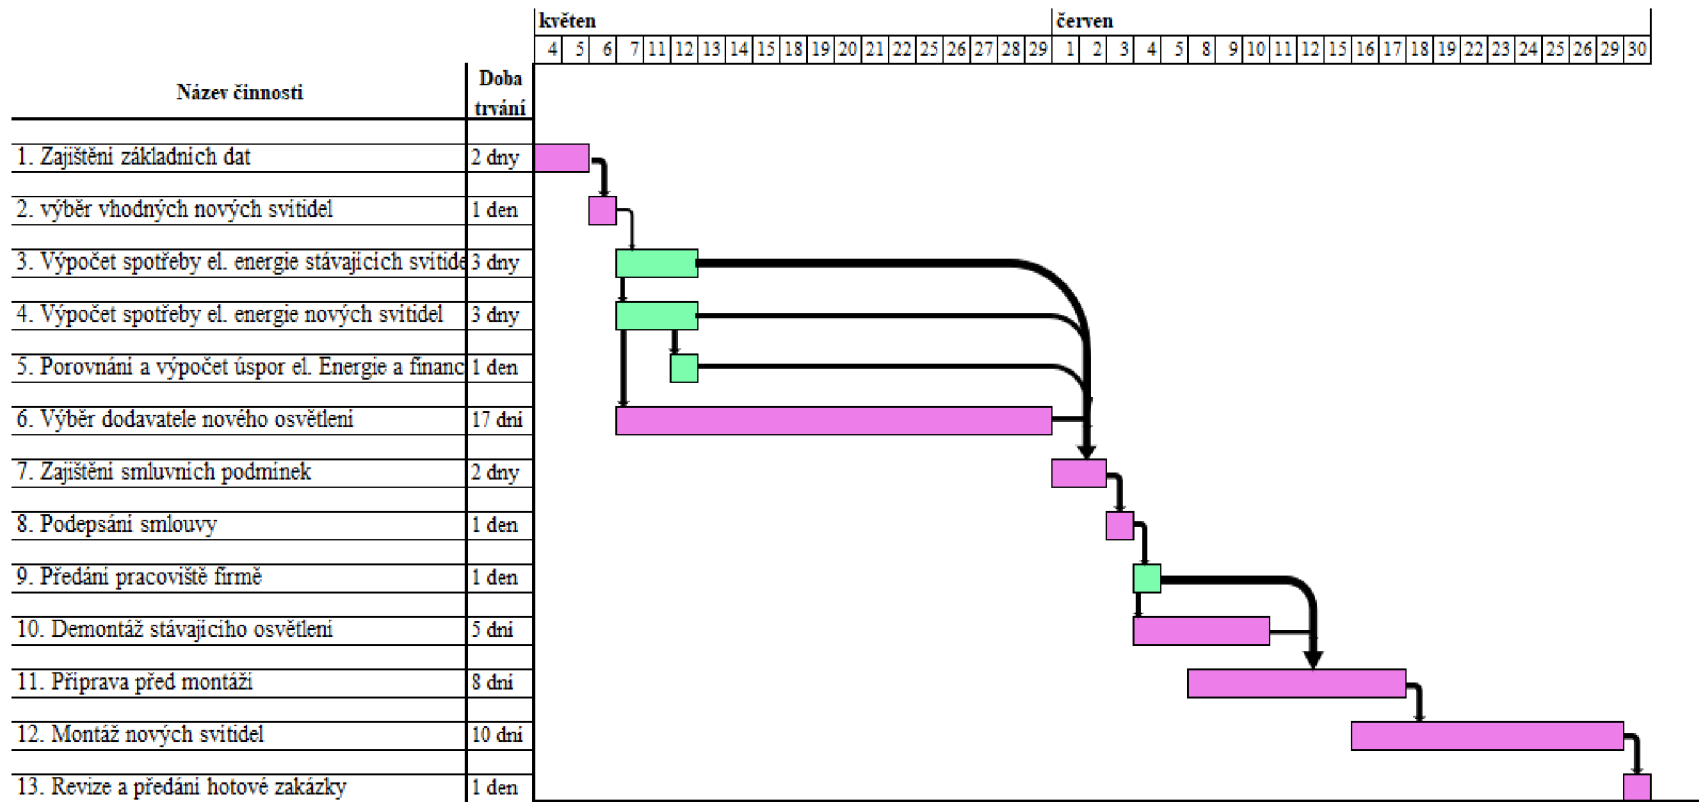 květen červen
4 5 6 7 11 12 13 14 15 18 19 20 21 22 25 26 27 28 29 1 2 3 4 5 8 9 10 11 12 15 16 17 18 19 22 23 24 25 26 29 30
Název činnosti Doba
trvání
1. Zajištění základních dat 2 dny
2. výběr vhodných nových svítidel 1 den
3. Výpočet spotřeby el. energie stávajících svítide 3 dny
4. Výpočet spotřeby el. energie nových svítidel 3 dny
5. Porovnání a výpočet úspor el. Energie a financ 1 den
6. Výběr dodavatele nového osvětlení 17 dní
7. Zajištění smluvních podmínek 2 dny
8. Podepsání smlouvy 1 den
9. Předání pracoviště firmě 1 den
10. Demontáž stávajícího osvětlení 5 dní
11. Příprava před montáží 8 dní
12. Montáž nových svítidel 10 dní
13. Revize a předání hotové zakázky 1 den